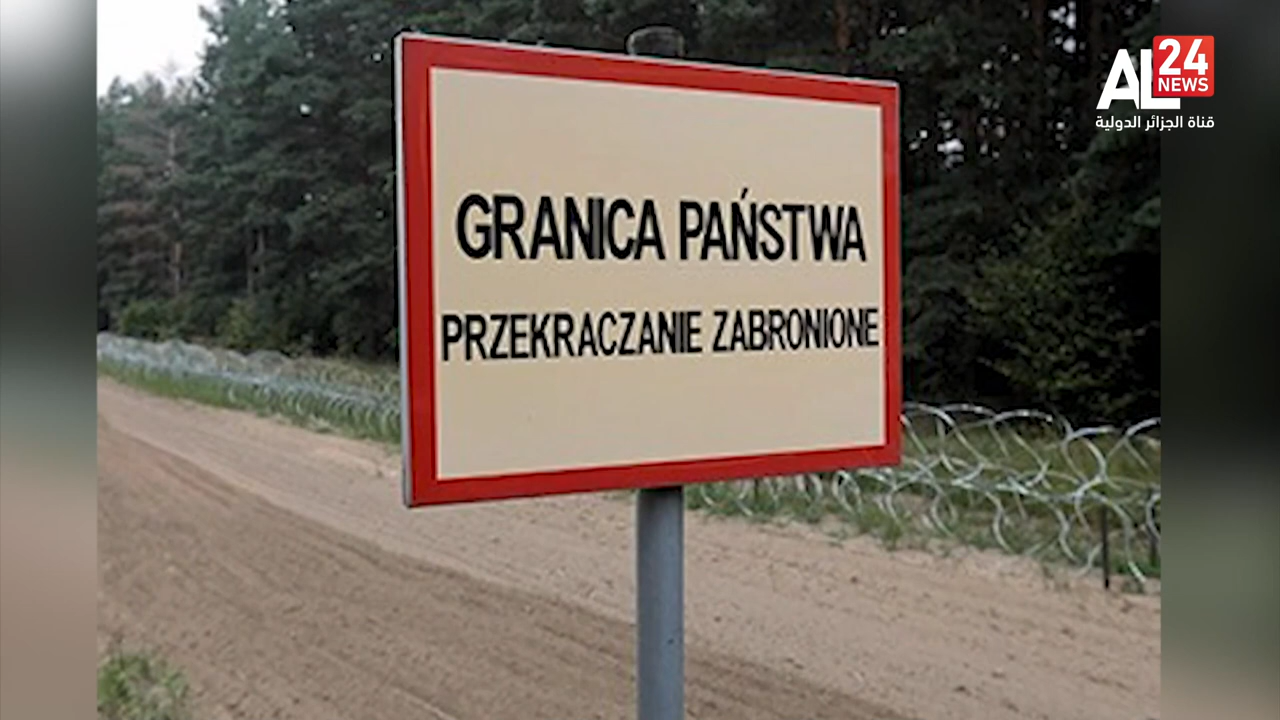 GRANICA PAŃSTWA
PRZEKRACZANIE ZABRONIONE
AL 24
NEWS
قناة الجزائر الدولية